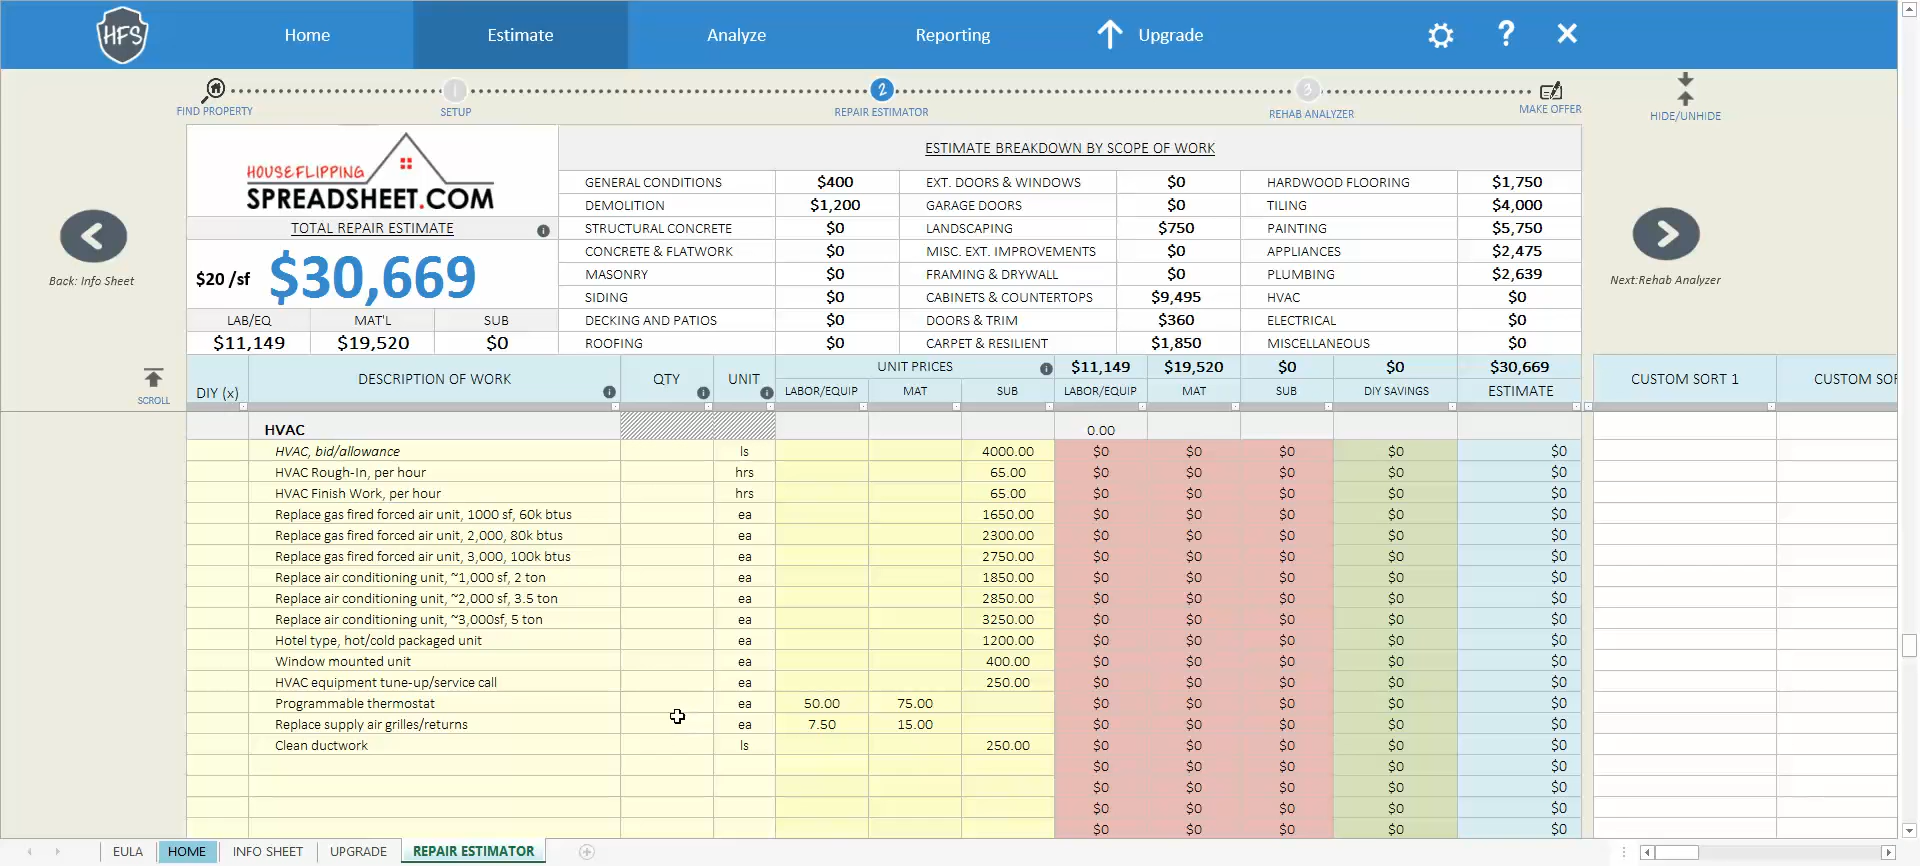 HFS
Home Estimate Analyze Reporting Upgrade ?
1 2 3
FIND PROPERTY SETUP REPAIR ESTIMATOR REHAB ANALYZER MAKE OFFER HIDE/UNHIDE
HOUSE FLIPPING
SPREADSHEET.COM
ESTIMATE BREAKDOWN BY SCOPE OF WORK
GENERAL CONDITIONS $400 EXT. DOORS & WINDOWS $0 HARDWOOD FLOORING $1,750
DEMOLITION $1,200 GARAGE DOORS $0 TILING $4,000
TOTAL REPAIR ESTIMATE STRUCTURAL CONCRETE $0 LANDSCAPING $750 PAINTING $5,750
CONCRETE & FLATWORK $0 MISC. EXT. IMPROVEMENTS $0 APPLIANCES $2,475
$20 /sf $30,669 MASONRY $0 FRAMING & DRYWALL $0 PLUMBING $2,639
Back: Info Sheet Next:Rehab Analyzer
SIDING $0 CABINETS & COUNTERTOPS $9,495 HVAC $0
LAB/EQ MAT'L SUB DECKING AND PATIOS $0 DOORS & TRIM $360 ELECTRICAL $0
$11,149 $19,520 $0 ROOFING $0 CARPET & RESILIENT $1,850 MISCELLANEOUS $0
UNIT PRICES $11,149 $19,520 $0 $0 $30,669
DESCRIPTION OF WORK QTY UNIT CUSTOM SORT 1 CUSTOM SOR
SCROLL DIY (x) LABOR/EQUIP MAT SUB LABOR/EQUIP MAT SUB DIY SAVINGS ESTIMATE
HVAC 0.00
HVAC, bid/allowance ls 4000.00 $0 $0 $0 $0 $0
HVAC Rough-In, per hour hrs 65.00 $0 $0 $0 $0 $0
HVAC Finish Work, per hour hrs 65.00 $0 $0 $0 $0 $0
Replace gas fired forced air unit, 1000 sf, 60k btus ea 1650.00 $0 $0 $0 $0 $0
Replace gas fired forced air unit, 2,000, 80k btus ea 2300.00 $0 $0 $0 $0 $0
Replace gas fired forced air unit, 3,000, 100k btus ea 2750.00 $0 $0 $0 $0 $0
Replace air conditioning unit, ~1,000 sf, 2 ton ea 1850.00 $0 $0 $0 $0 $0
Replace air conditioning unit, ~2,000 sf, 3.5 ton ea 2850.00 $0 $0 $0 $0 $0
Replace air conditioning unit, ~3,000sf, 5 ton ea 3250.00 $0 $0 $0 $0 $0
Hotel type, hot/cold packaged unit ea 1200.00 $0 $0 $0 $0 $0
Window mounted unit ea 400.00 $0 $0 $0 $0 $0
HVAC equipment tune-up/service call ea 250.00 $0 $0 $0 $0 $0
Programmable thermostat ea 50.00 75.00 $0 $0 $0 $0 $0
Replace supply air grilles/returns ea 7.50 15.00 $0 $0 $0 $0 $0
Clean ductwork ls 250.00 $0 $0 $0 $0 $0
$0 $0 $0 $0 $0
$0 $0 $0 $0 $0
$0 $0 $0 $0 $0
$0 $0 $0 $0 $0
EULA HOME INFO SHEET UPGRADE REPAIR ESTIMATOR